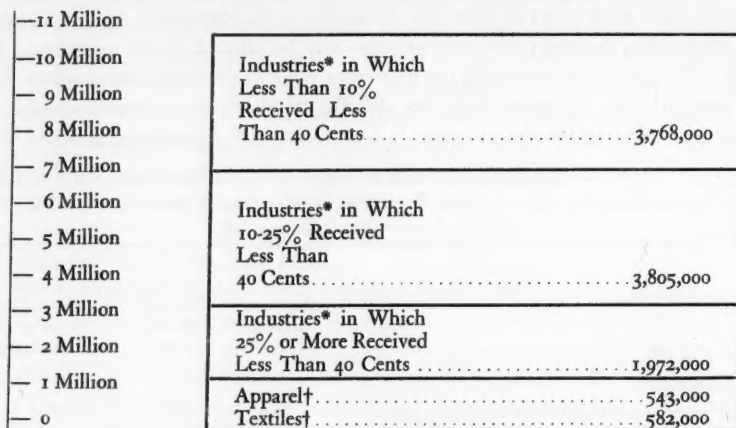 11 Million
10 Million
9 Million
8 Million
7 Million
6 Million
5 Million
4 Million
3 Million
2 Million
1 Million
0
Industries* in Which
Less Than 10%
Received Less
Than 40 Cents .................. 3,768,000
Industries* in Which
10-25% Received
Less Than
40 Cents .................. 3,805,000
Industries* in Which
25% or More Received
Less Than 40 Cents .................. 1,972,000
Apparel† .................. 543,000
Textiles† .................. 582,000